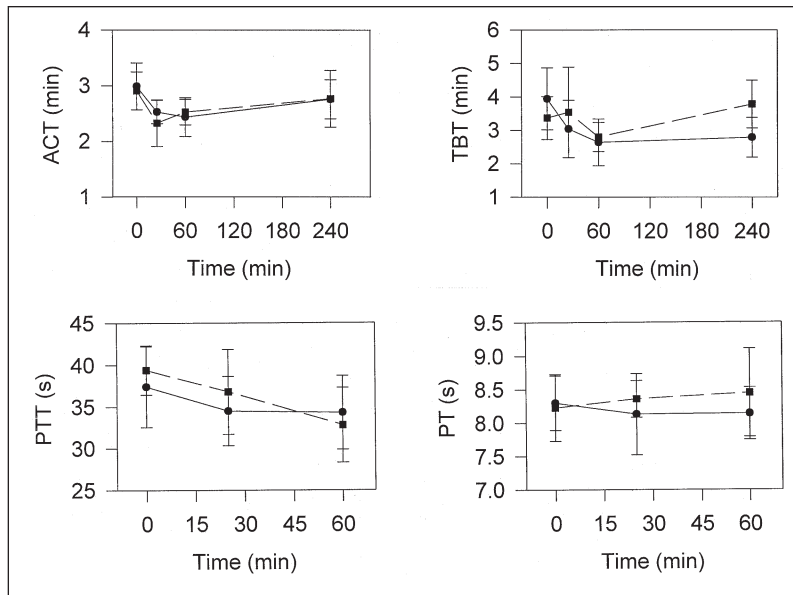 4
3
2
1
ACT (min)
0 60 120 180 240
Time (min)
6
5
4
3
2
1
TBT (min)
0 60 120 180 240
Time (min)
45
40
35
30
25
PTT (s)
0 15 30 45 60
Time (min)
9.5
9.0
8.5
8.0
7.5
7.0
PT (s)
0 15 30 45 60
Time (min)